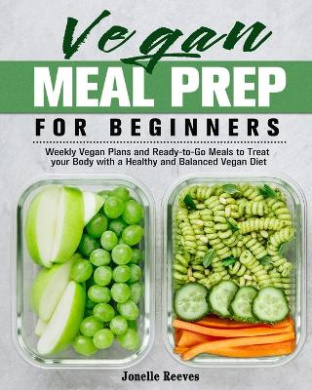 Vegan
MEAL PREP
FOR BEGINNERS
Weekly Vegan Plans and Ready-to-Go Meals to Treat
your Body with a Healthy and Balanced Vegan Diet
Jonelle Reeves